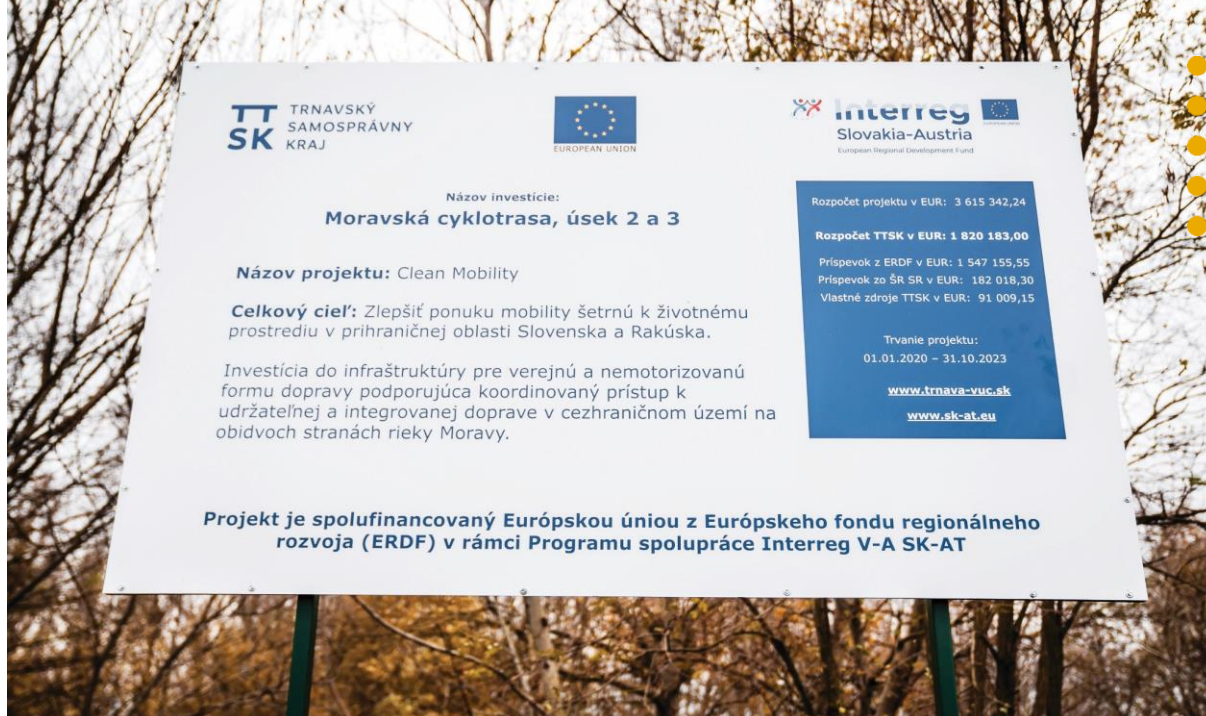 TT SK TRNAVSKÝ
SAMOSPRÁVNY
KRAJ
EUROPEAN UNION
Interreg
EUROPEAN UNION
Slovakia-Austria
European Regional Development Fund
Názov investície:
Moravská cyklotrasa, úsek 2 a 3
Názov projektu: Clean Mobility
Celkový cieľ: Zlepšiť ponuku mobility šetrnú k životnému
prostrediu v prihraničnej oblasti Slovenska a Rakúska.
Investícia do infraštruktúry pre verejnú a nemotorizovanú
formu dopravy podporujúca koordinovaný prístup k
udržateľnej a integrovanej doprave v cezhraničnom území na
obidvoch stranách rieky Moravy.
Rozpočet projektu v EUR: 3 615 342,24
Rozpočet TTSK v EUR: 1 820 183,00
Príspevok z ERDF v EUR: 1 547 155,55
Príspevok zo ŠR SR v EUR: 182 018,30
Vlastné zdroje TTSK v EUR: 91 009,15
Trvanie projektu:
01.01.2020 – 31.10.2023
www.trnava-vuc.sk
www.sk-at.eu
Projekt je spolufinancovaný Európskou úniou z Európskeho fondu regionálneho
rozvoja (ERDF) v rámci Programu spolupráce Interreg V-A SK-AT